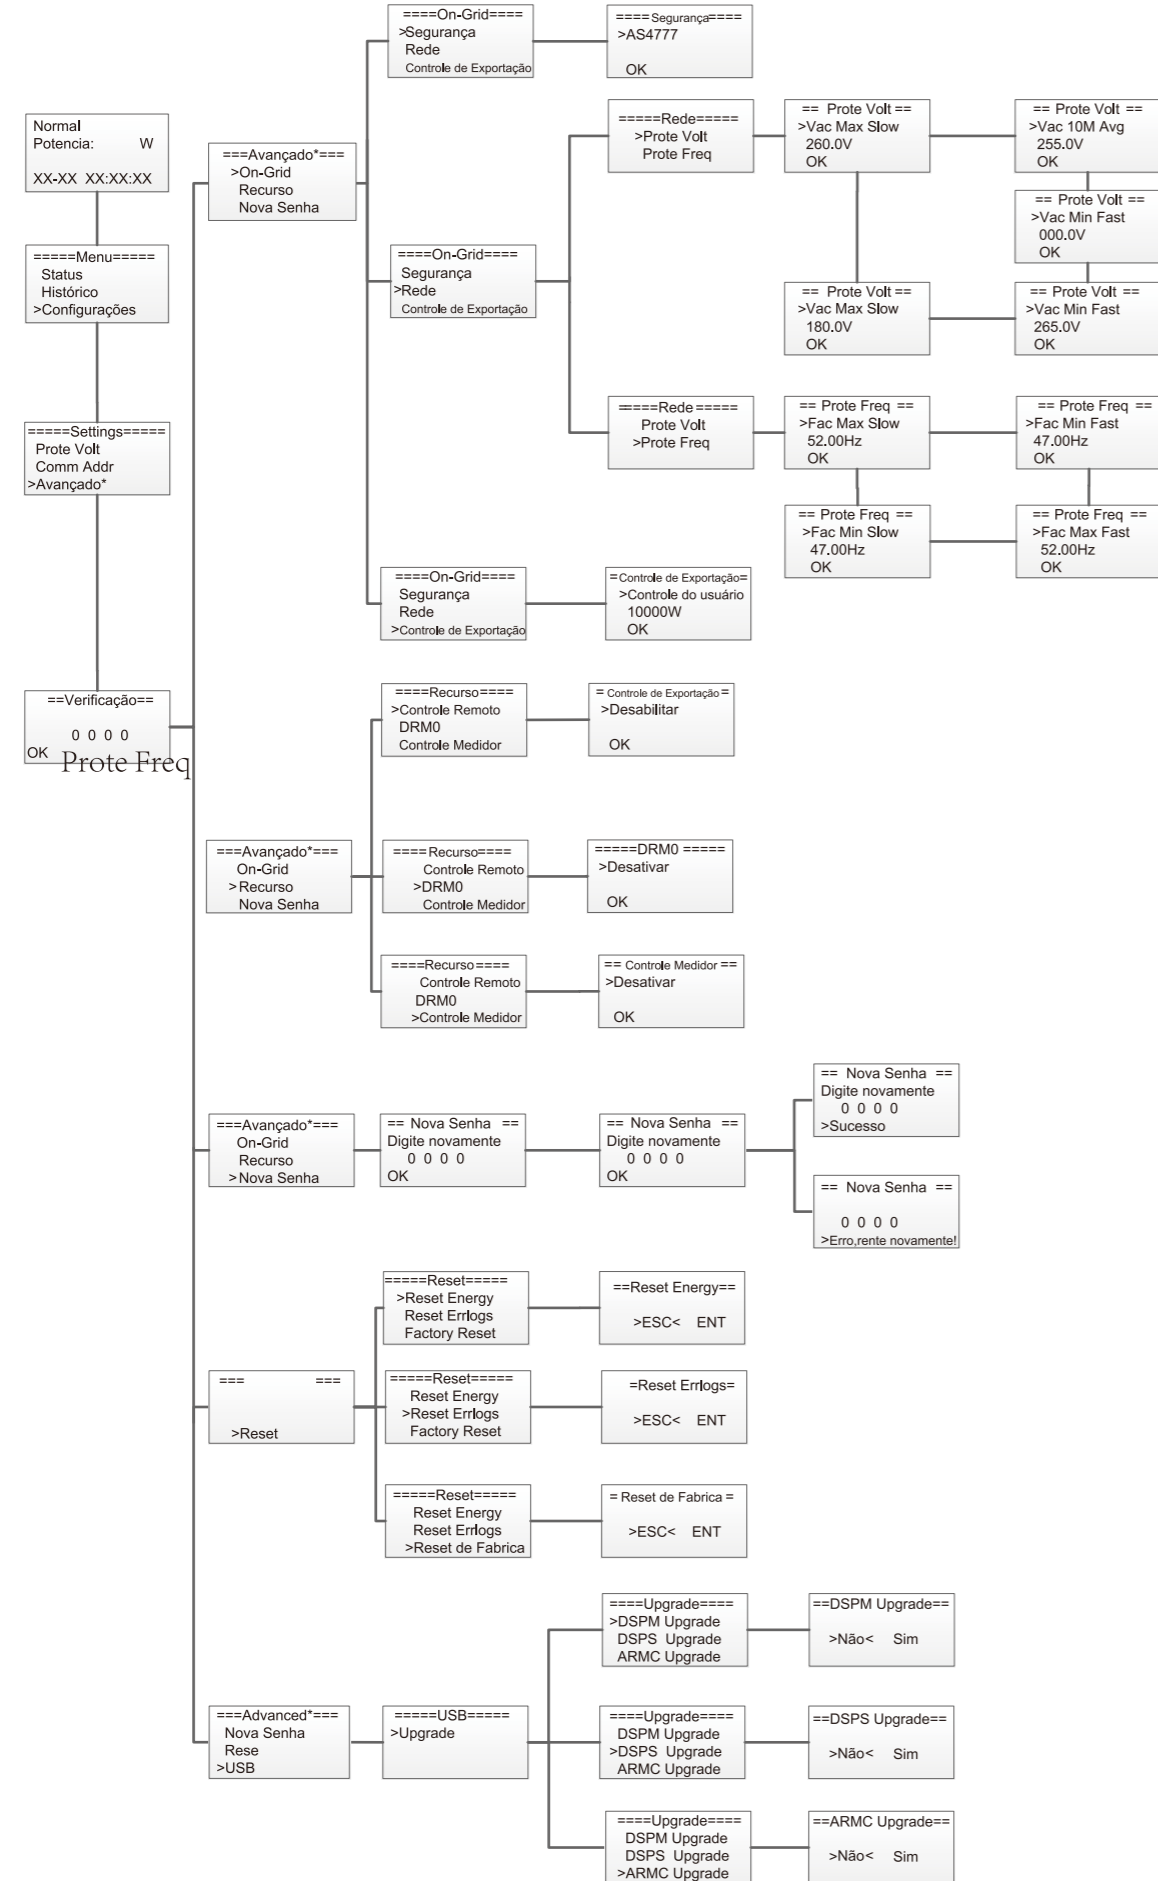 Normal
Potencia: W
XX-XX XX:XX:XX
=====Menu=====
Status
Histórico
>Configurações
=====Settings=====
Prote Volt
Comm Addr
>Avançado*
==Verificação==
0 0 0 0
OK
Prote Freq
===Avançado*===
>On-Grid
Recurso
Nova Senha
====On-Grid====
>Segurança
Rede
Controle de Exportação
====Segurança====
>AS4777
OK
====On-Grid====
Segurança
>Rede
Controle de Exportação
=====Rede=====
>Prote Volt
Prote Freq
== Prote Volt ==
>Vac Max Slow
260.0V
OK
== Prote Volt ==
>Vac 10M Avg
255.0V
OK
== Prote Volt ==
>Vac Min Fast
000.0V
OK
== Prote Volt ==
>Vac Max Slow
180.0V
OK
== Prote Volt ==
>Vac Min Fast
265.0V
OK
=====Rede=====
Prote Volt
>Prote Freq
== Prote Freq ==
>Fac Max Slow
52.00Hz
OK
== Prote Freq ==
>Fac Min Fast
47.00Hz
OK
== Prote Freq ==
>Fac Min Slow
47.00Hz
OK
== Prote Freq ==
>Fac Max Fast
52.00Hz
OK
====On-Grid====
Segurança
Rede
>Controle de Exportação
=Controle de Exportação=
>Controle do usuário
10000W
OK
====Recurso====
>Controle Remoto
DRM0
Controle Medidor
= Controle de Exportação =
>Desabilitar
OK
===Avançado*===
On-Grid
>Recurso
Nova Senha
====Recurso====
Controle Remoto
>DRM0
Controle Medidor
=====DRM0 =====
>Desativar
OK
====Recurso====
Controle Remoto
DRM0
>Controle Medidor
== Controle Medidor ==
>Desativar
OK
===Avançado*===
On-Grid
Recurso
>Nova Senha
== Nova Senha ==
Digite novamente
0 0 0 0
OK
== Nova Senha ==
Digite novamente
0 0 0 0
OK
== Nova Senha ==
Digite novamente
0 0 0 0
>Sucesso
== Nova Senha ==
0 0 0 0
>Erro,rente novamente!
=== ===
>Reset
=====Reset=====
>Reset Energy
Reset Errlogs
Factory Reset
==Reset Energy==
>ESC< ENT
=====Reset=====
Reset Energy
>Reset Errlogs
Factory Reset
=Reset Errlogs=
>ESC< ENT
=====Reset=====
Reset Energy
Reset Errlogs
>Reset de Fabrica
= Reset de Fabrica =
>ESC< ENT
===Advanced*===
Nova Senha
Rese
>USB
=====USB=====
>Upgrade
====Upgrade====
>DSPM Upgrade
DSPS Upgrade
ARMC Upgrade
==DSPM Upgrade==
>Não< Sim
====Upgrade====
DSPM Upgrade
>DSPS Upgrade
ARMC Upgrade
==DSPS Upgrade==
>Não< Sim
====Upgrade====
DSPM Upgrade
DSPS Upgrade
>ARMC Upgrade
==ARMC Upgrade==
>Não< Sim